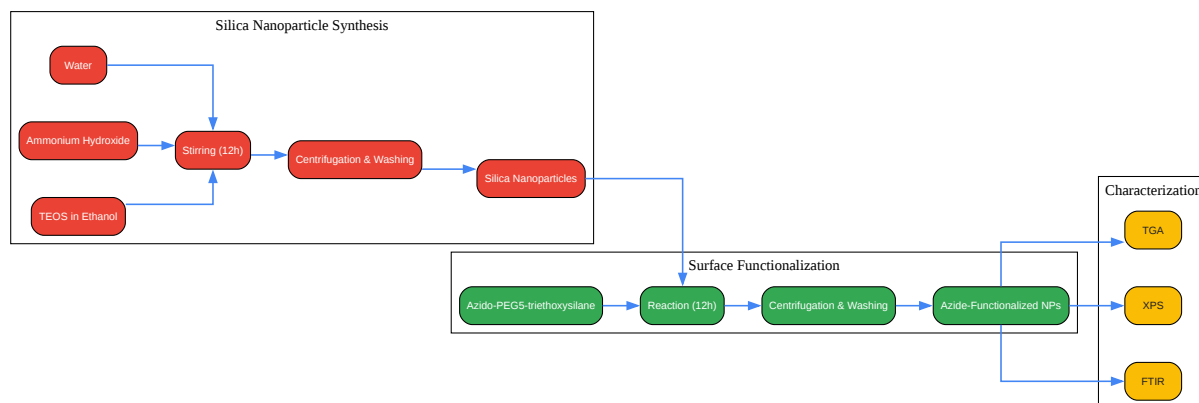 Silica Nanoparticle Synthesis
Water
Ammonium Hydroxide
Stirring (12h)
Centrifugation & Washing
Silica Nanoparticles
TEOS in Ethanol
Surface Functionalization
Azido-PEG5-triethoxysilane
Reaction (12h)
Centrifugation & Washing
Azide-Functionalized NPs
Characterization
TGA
XPS
FTIR